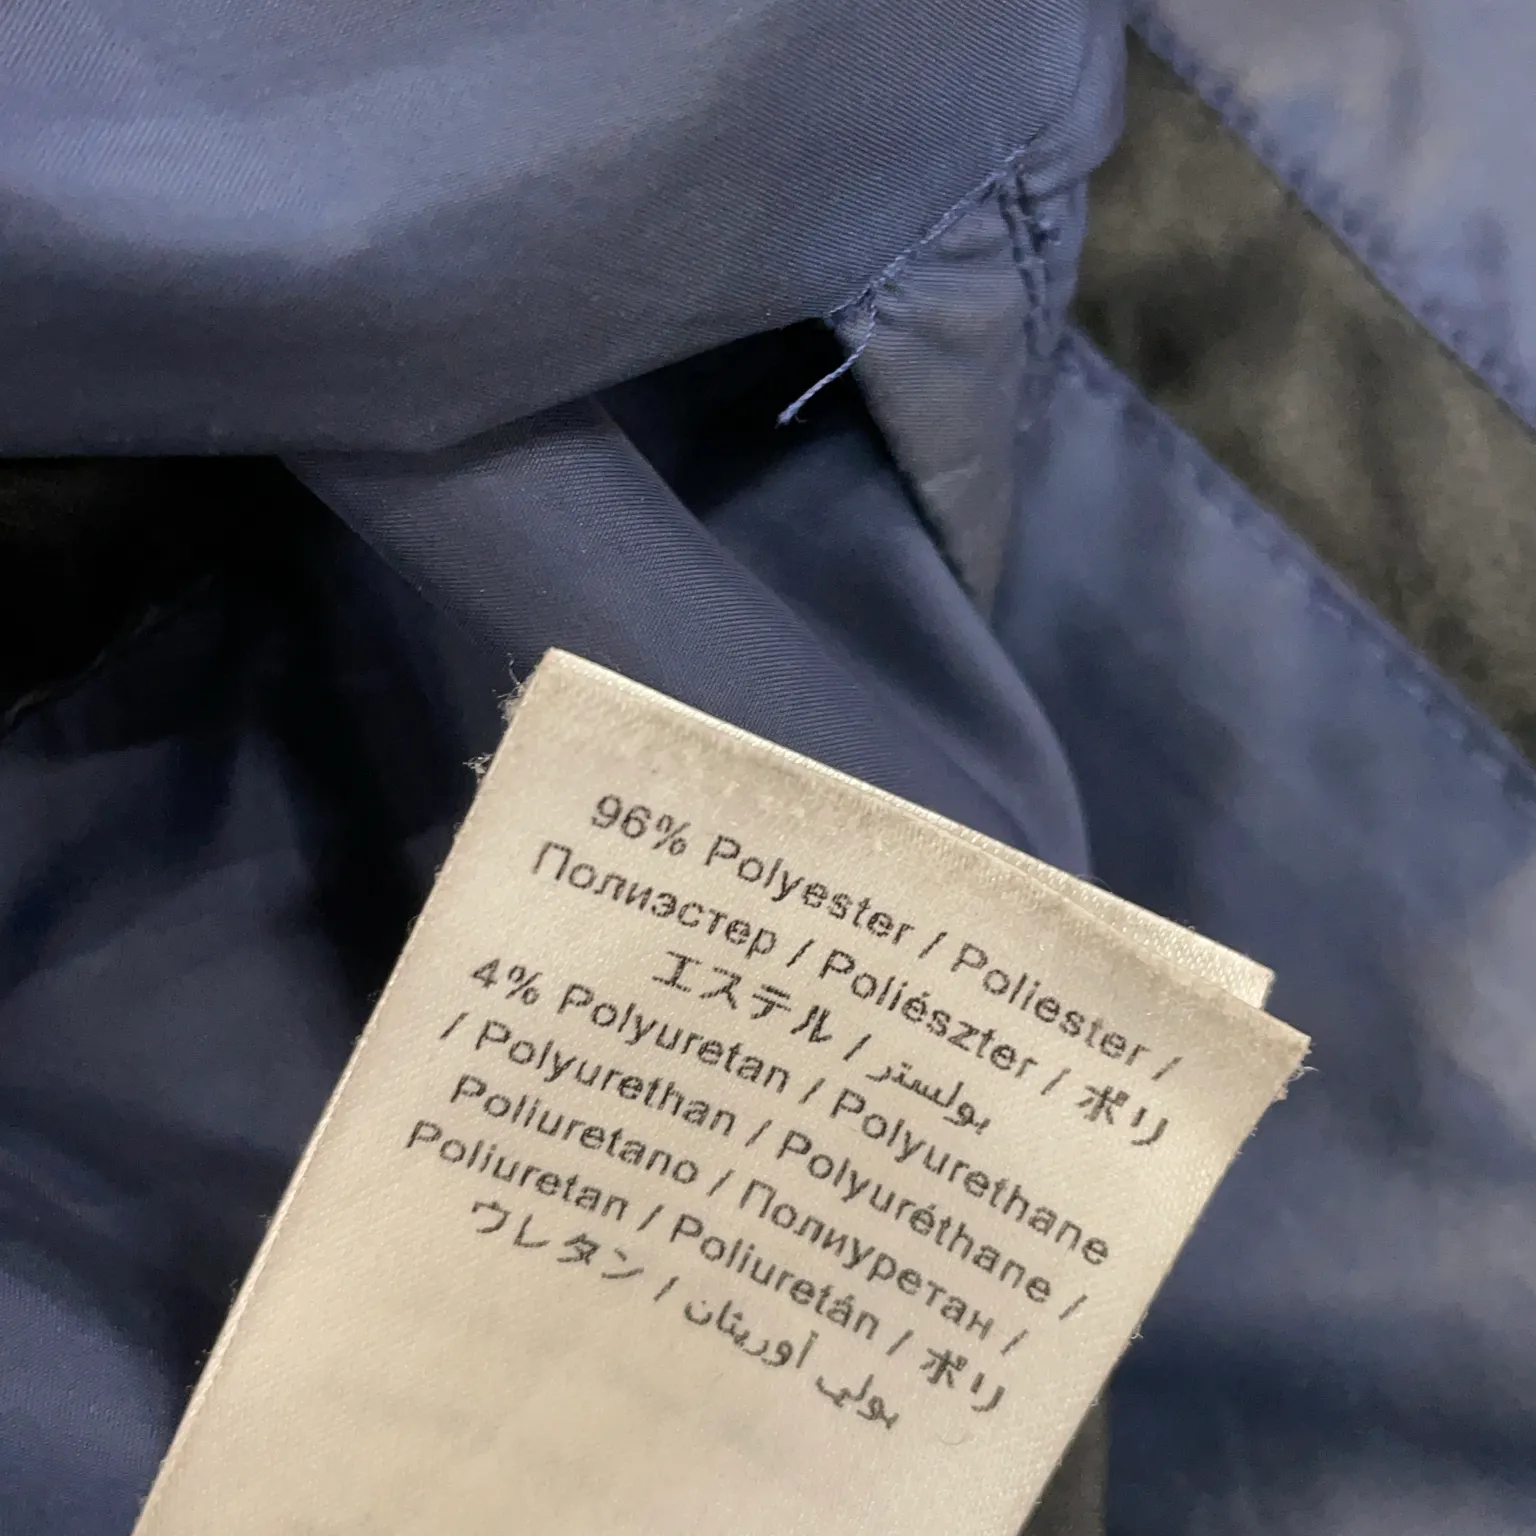 96% Polyester / Poliester /
Полиэстер / Poliészter / ポリ
エステル / بولستر
4% Polyuretan / Polyurethane
/ Polyurethan / Polyuréthane /
Poliuretano / Полиуретан /
Poliuretan / Poliuretán / ポリ
ウレタン / بولي أوريثان